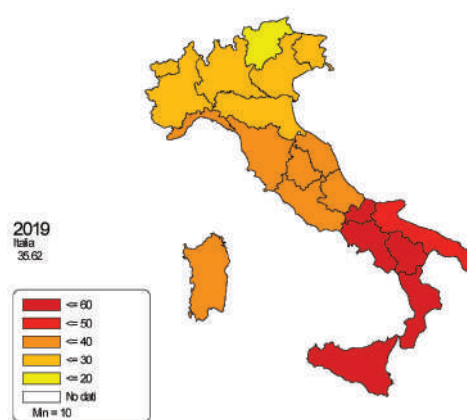 2019
Italia
35.62
<= 60
<= 50
<= 40
<= 30
<= 20
No dati
Min = 10